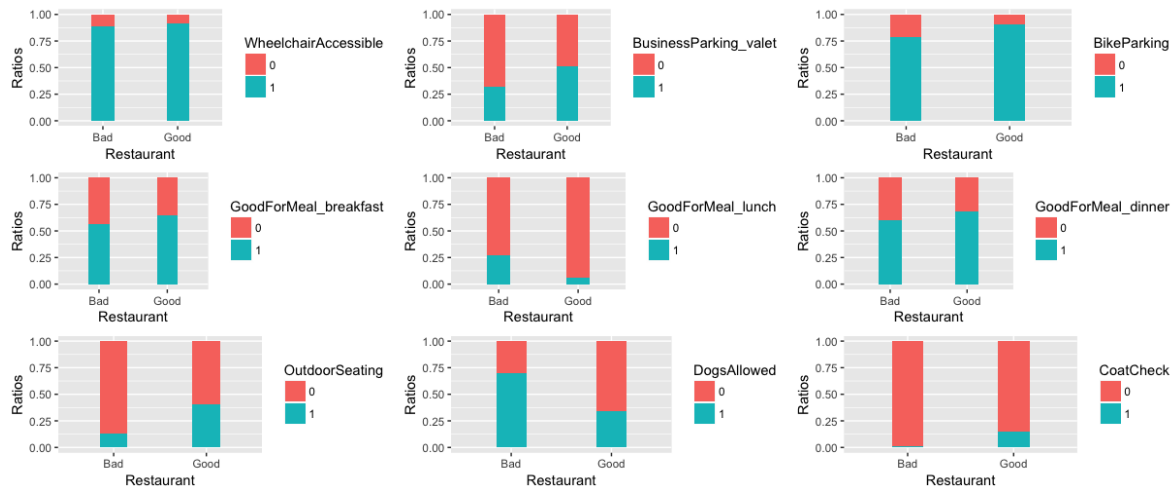 1.00
0.75
0.50
0.25
0.00
Ratios
Bad Good
Restaurant
WheelchairAccessible
0
1
1.00
0.75
0.50
0.25
0.00
Ratios
Bad Good
Restaurant
BusinessParking_valet
0
1
1.00
0.75
0.50
0.25
0.00
Ratios
Bad Good
Restaurant
BikeParking
0
1
1.00
0.75
0.50
0.25
0.00
Ratios
Bad Good
Restaurant
GoodForMeal_breakfast
0
1
1.00
0.75
0.50
0.25
0.00
Ratios
Bad Good
Restaurant
GoodForMeal_lunch
0
1
1.00
0.75
0.50
0.25
0.00
Ratios
Bad Good
Restaurant
GoodForMeal_dinner
0
1
1.00
0.75
0.50
0.25
0.00
Ratios
Bad Good
Restaurant
OutdoorSeating
0
1
1.00
0.75
0.50
0.25
0.00
Ratios
Bad Good
Restaurant
DogsAllowed
0
1
1.00
0.75
0.50
0.25
0.00
Ratios
Bad Good
Restaurant
CoatCheck
0
1